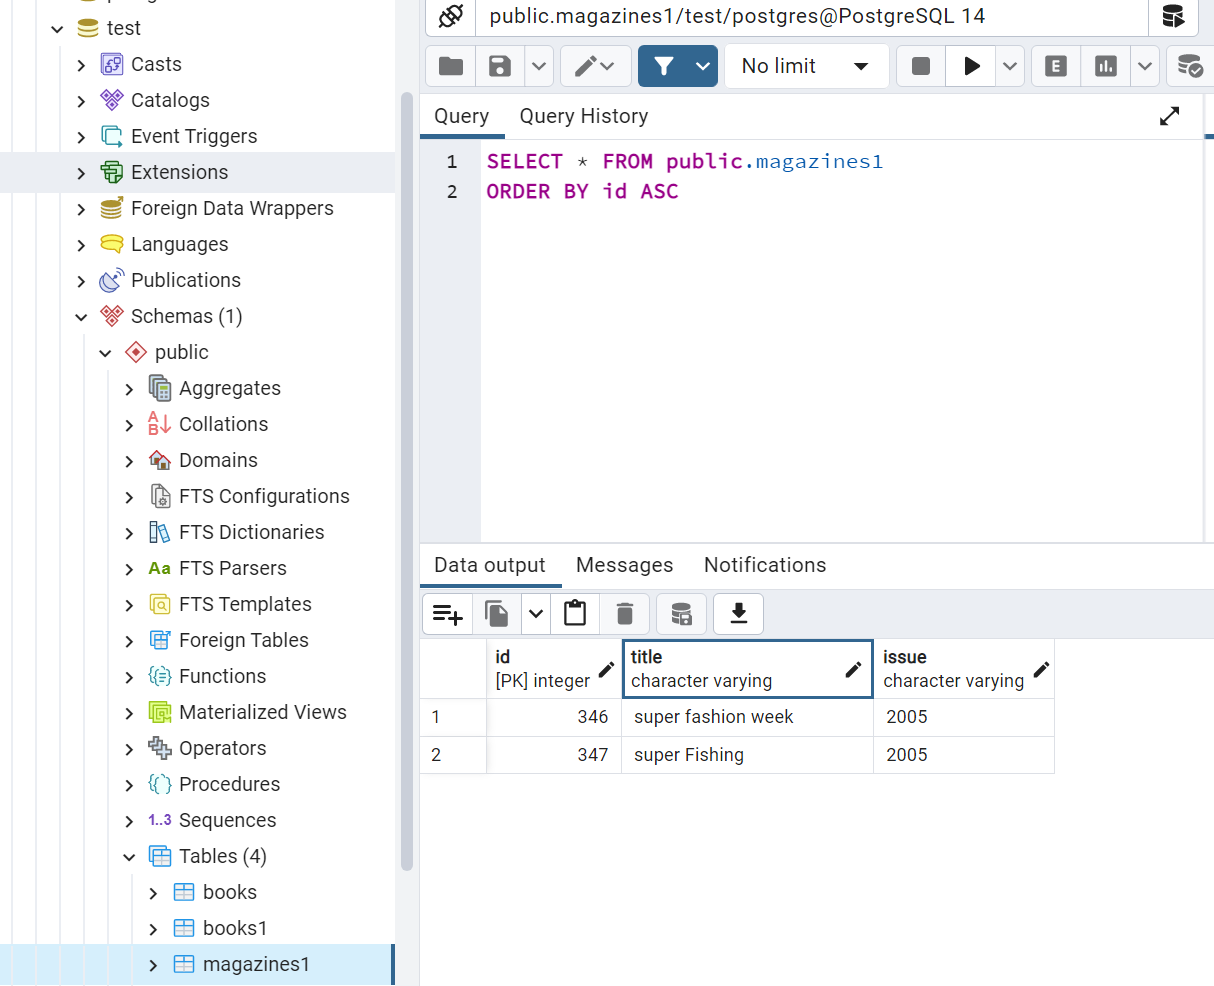 test
Casts
Catalogs
Event Triggers
Extensions
Foreign Data Wrappers
Languages
Publications
Schemas (1)
public
Aggregates
Collations
Domains
FTS Configurations
FTS Dictionaries
Aa FTS Parsers
FTS Templates
Foreign Tables
Functions
Materialized Views
Operators
Procedures
1..3 Sequences
Tables (4)
books
books1
magazines1
public.magazines1/test/postgres@PostgreSQL 14
No limit
E
Query Query History
1 SELECT * FROM public.magazines1
2 ORDER BY id ASC
Data output Messages Notifications
id title issue
[PK] integer character varying character varying
1 346 super fashion week 2005
2 347 super Fishing 2005